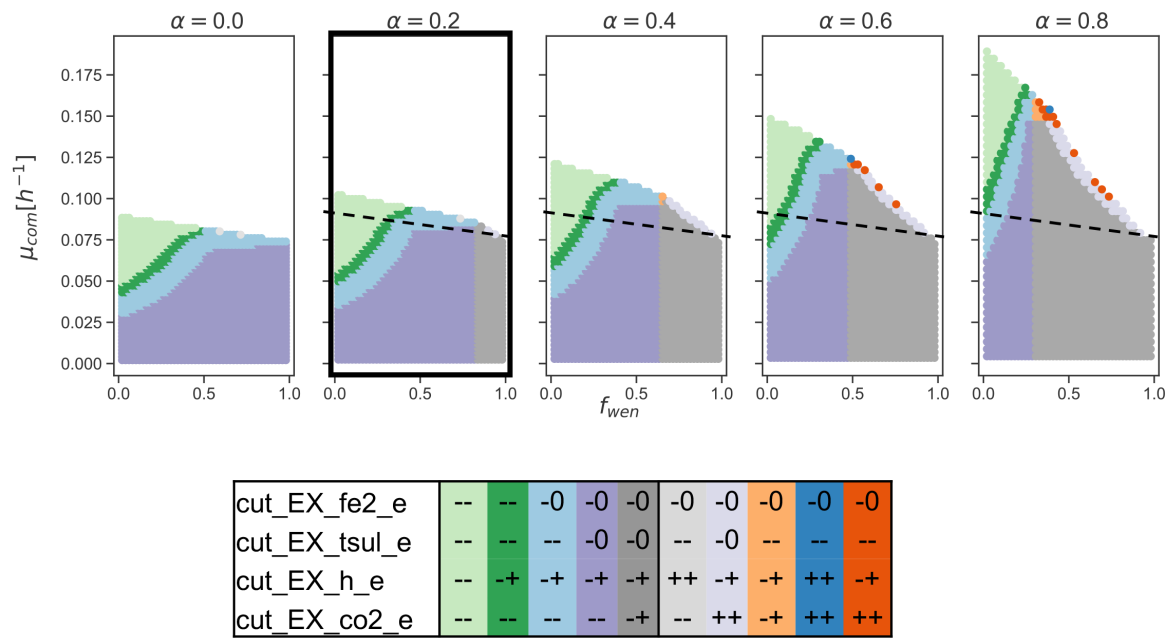 α = 0.0 α = 0.2 α = 0.4 α = 0.6 α = 0.8
μcom[h⁻¹]
0.175
0.150
0.125
0.100
0.075
0.050
0.025
0.000
0.0 0.5 1.0 0.0 0.5 1.0 0.0 0.5 1.0 0.0 0.5 1.0 0.0 0.5 1.0
fwen
cut_EX_fe2_e -- -- -0 -0 -0 -0 -0 -0 -0 -0
cut_EX_tsul_e -- -- -- -0 -0 -- -0 -- -- --
cut_EX_h_e -- -+ -+ -+ -+ ++ -+ -+ ++ -+
cut_EX_co2_e -- -- -- -- -+ -- ++ -+ ++ ++